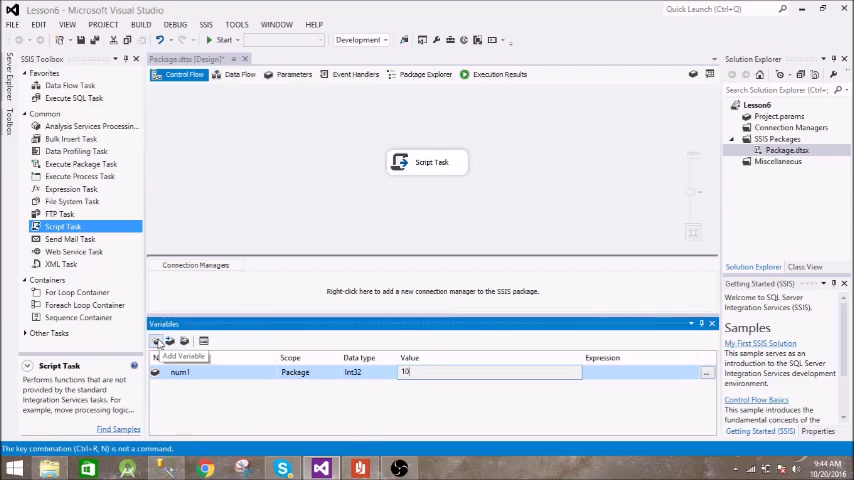 Lesson6 - Microsoft Visual Studio
Quick Launch (Ctrl+Q)
FILE EDIT VIEW PROJECT BUILD DEBUG SSIS TOOLS WINDOW HELP
Start
Development
Server Explorer
Toolbox
SSIS Toolbox
Favorites
Data Flow Task
Execute SQL Task
Common
Analysis Services Processin...
Bulk Insert Task
Data Profiling Task
Execute Package Task
Execute Process Task
Expression Task
File System Task
FTP Task
Script Task
Send Mail Task
Web Service Task
XML Task
Containers
For Loop Container
Foreach Loop Container
Sequence Container
Other Tasks
Script Task
Performs functions that are not provided by the standard Integration Services tasks. For example, move processing logic...
Find Samples
Package.dtsx [Design]*
Control Flow
Data Flow
Parameters
Event Handlers
Package Explorer
Execution Results
Script Task
Connection Managers
Right-click here to add a new connection manager to the SSIS package.
Variables
Add Variable
N
Scope
Data type
Value
Expression
num1
Package
Int32
10
...
Solution Explorer
Search Solution Explorer
Lesson6
Project.params
Connection Managers
SSIS Packages
Package.dtsx
Miscellaneous
Solution Explorer
Class View
Getting Started (SSIS)
Welcome to SQL Server Integration Services
Samples
My First SSIS Solution
This sample serves as an introduction to the SQL Server Integration Services development
Control Flow Basics
This sample introduces the fundamental concepts of
Getting Started (SSIS)
Properties
The key combination (Ctrl+R, N) is not a command.
9:44 AM
10/20/2016